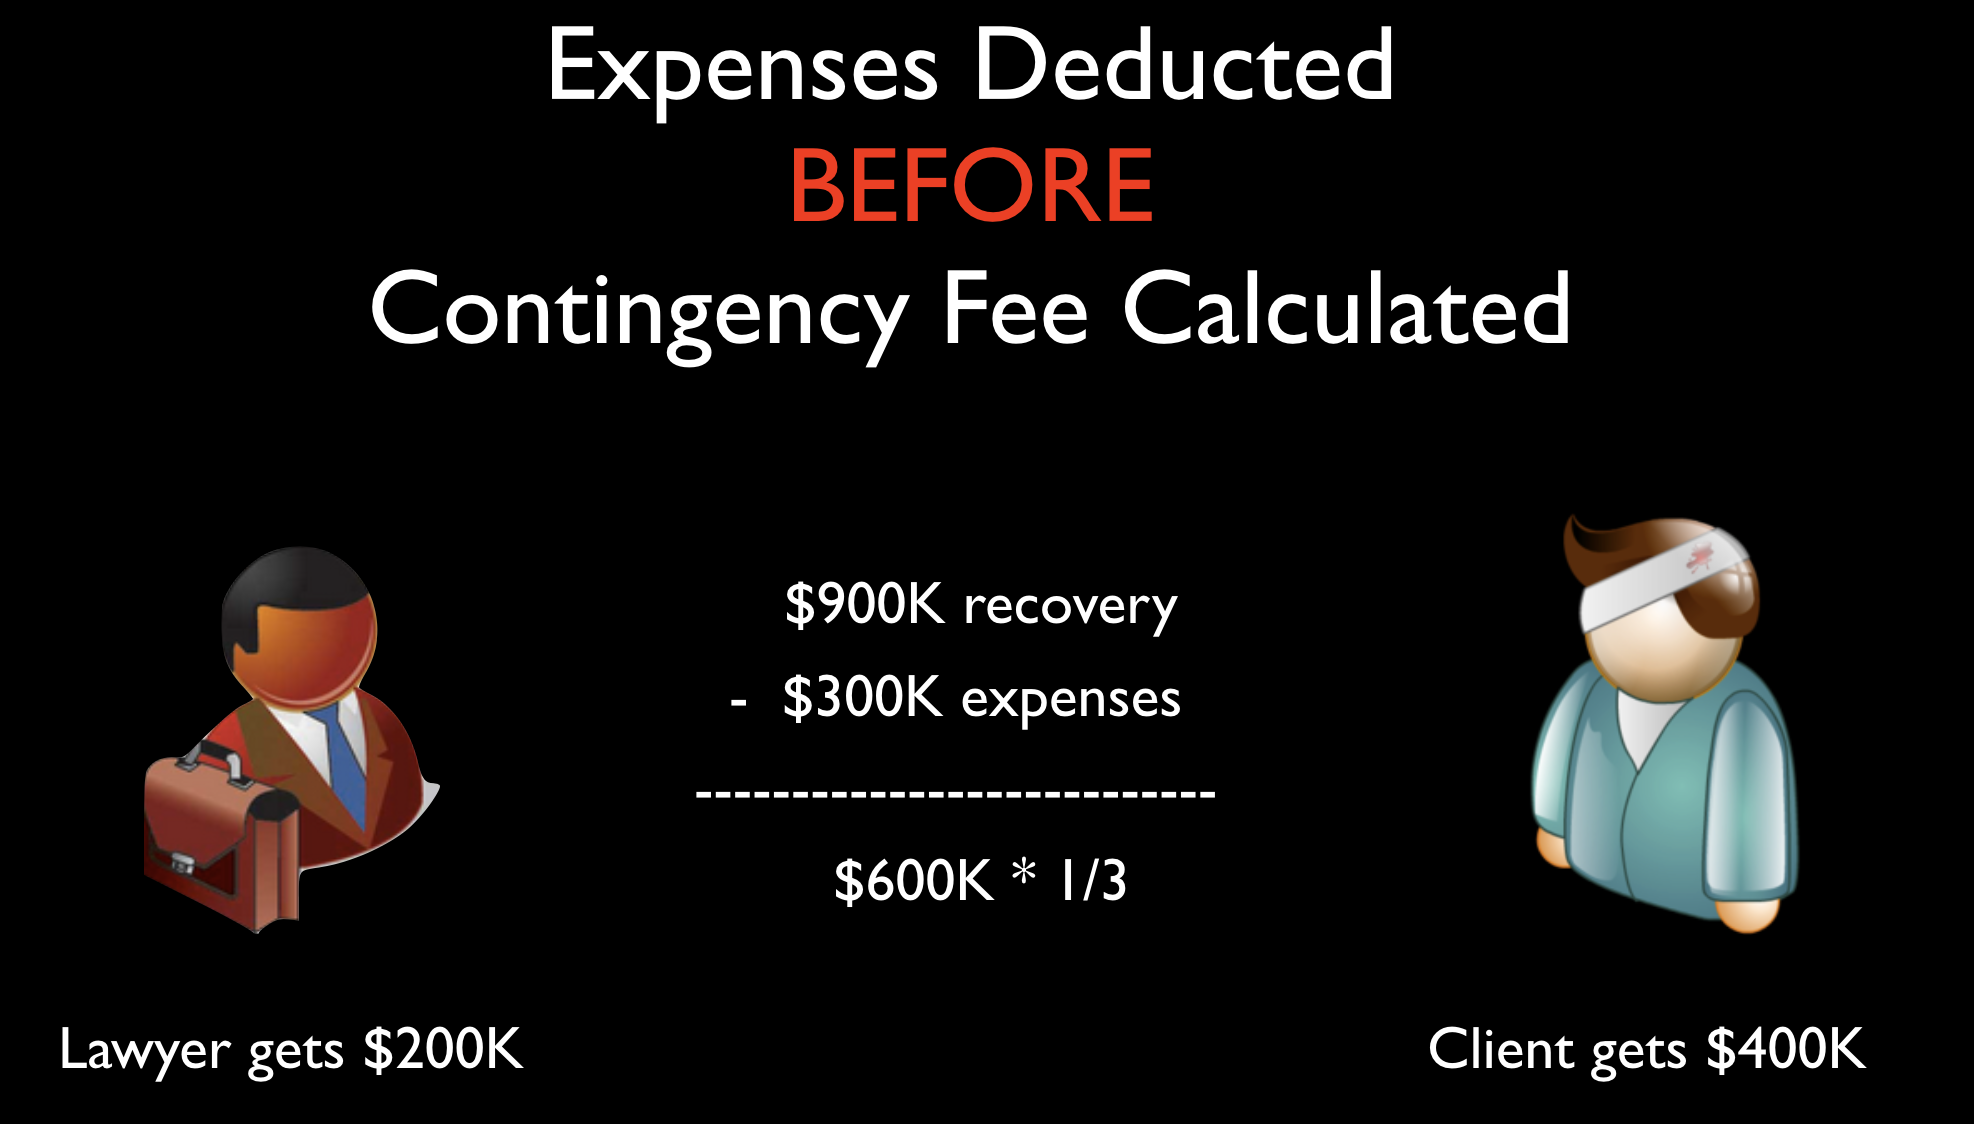 Expenses Deducted
BEFORE
Contingency Fee Calculated
$900K recovery
- $300K expenses
---------------------------
$600K * 1/3
Lawyer gets $200K
Client gets $400K